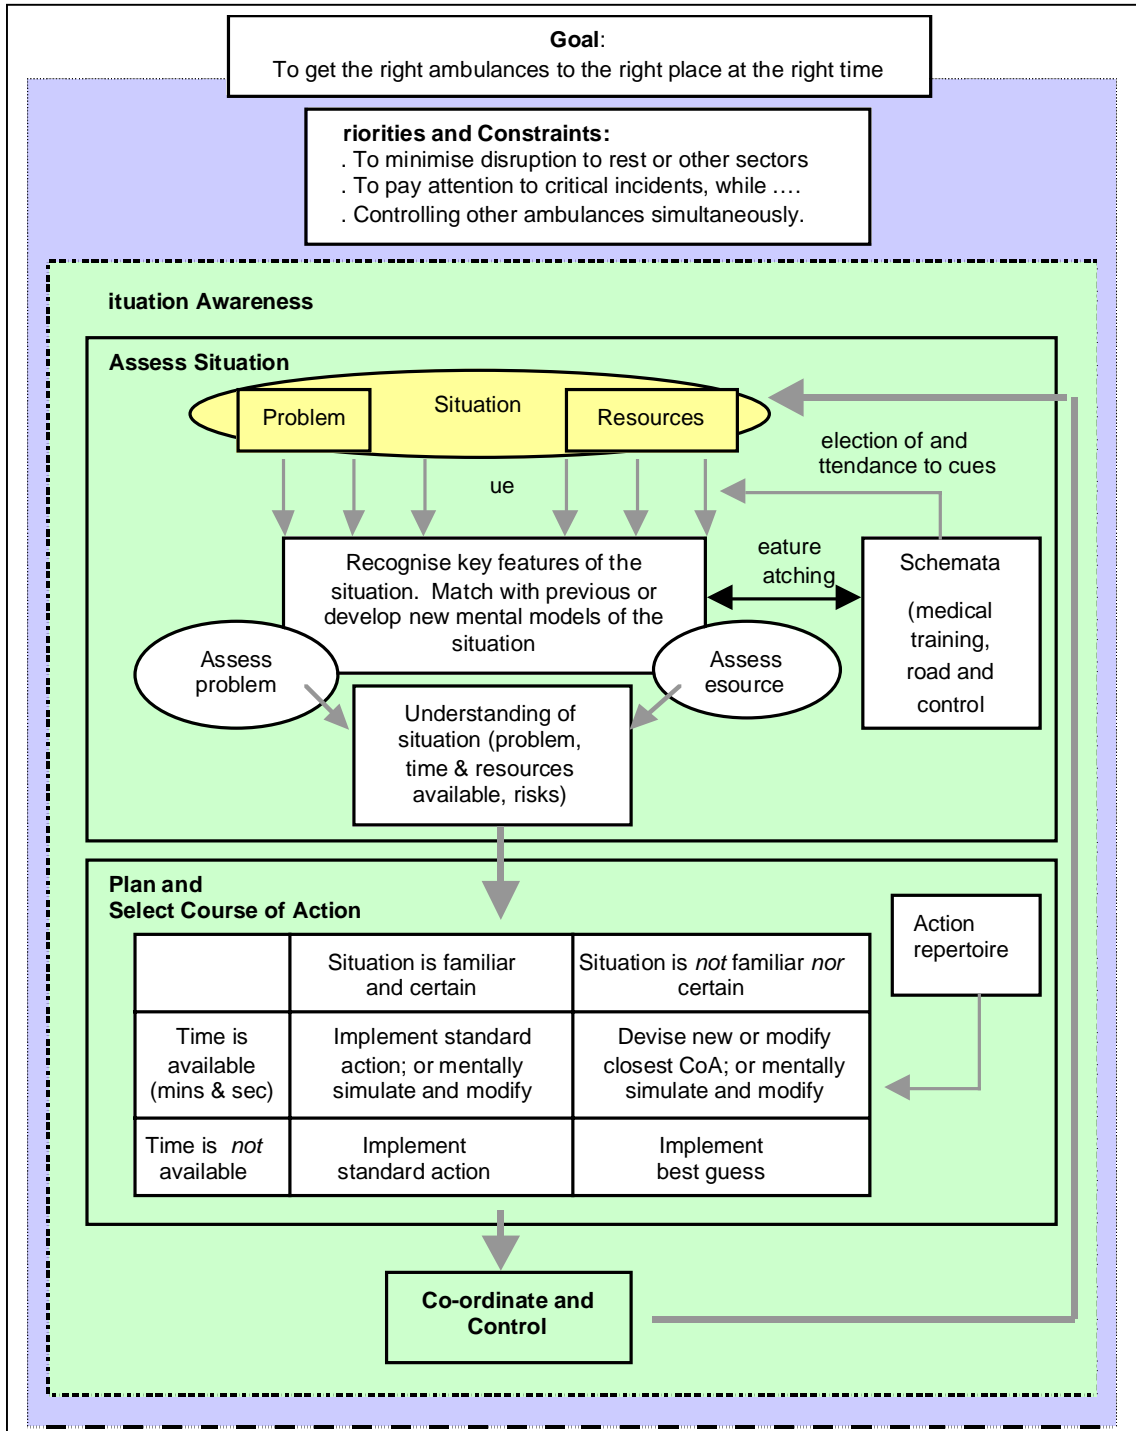 Goal:
To get the right ambulances to the right place at the right time
riorities and Constraints:
. To minimise disruption to rest or other sectors
. To pay attention to critical incidents, while ….
. Controlling other ambulances simultaneously.
ituation Awareness
Assess Situation
Problem
Situation
Resources
election of and
ttendance to cues
ue
Recognise key features of the
situation. Match with previous or
develop new mental models of the
situation
eature
atching
Schemata
(medical
training,
road and
control
Assess
problem
Assess
esource
Understanding of
situation (problem,
time & resources
available, risks)
Plan and
Select Course of Action
Action
repertoire
Situation is familiar
and certain
Situation is not familiar nor
certain
Time is
available
(mins & sec)
Implement standard
action; or mentally
simulate and modify
Devise new or modify
closest CoA; or mentally
simulate and modify
Time is not
available
Implement
standard action
Implement
best guess
Co-ordinate and
Control